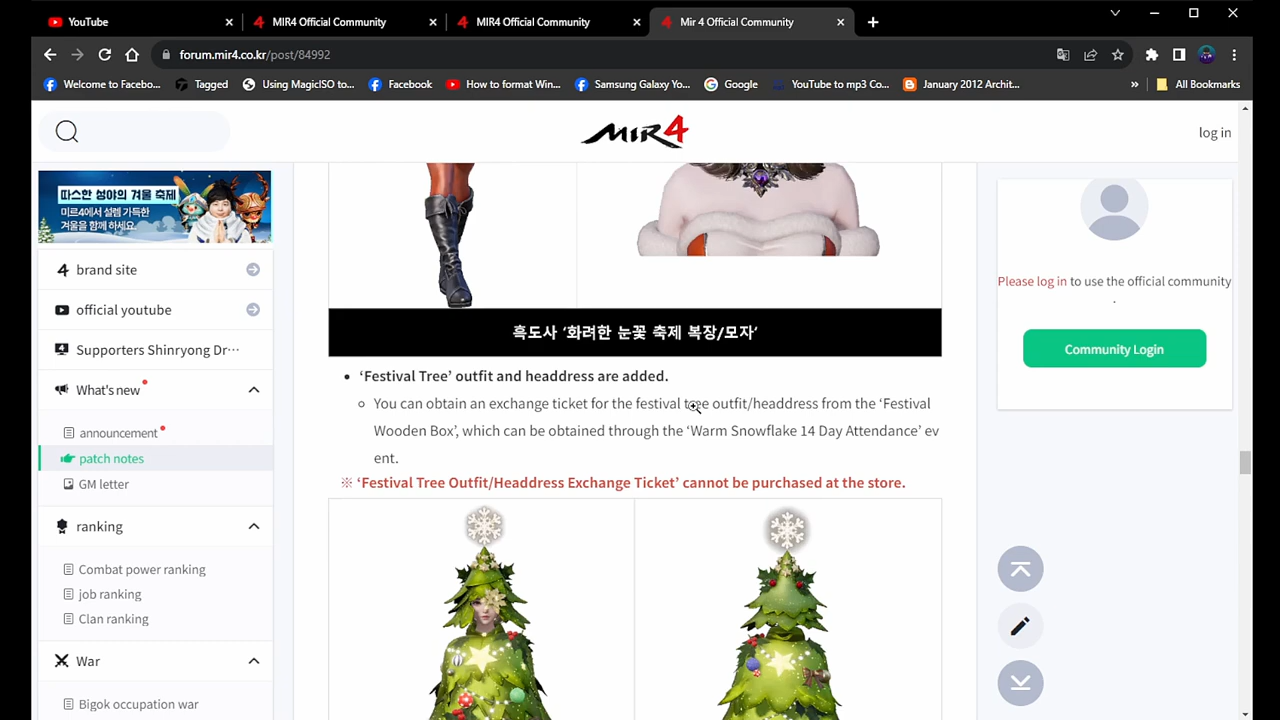 YouTube
MIR4 Official Community
MIR4 Official Community
Mir 4 Official Community
forum.mir4.co.kr/post/84992
Welcome to Facebo...
Tagged
Using MagicISO to...
Facebook
How to format Win...
Samsung Galaxy Yo...
Google
YouTube to mp3 Co...
January 2012 Archit...
»
All Bookmarks
MIR4
log in
따스한 성야의 겨울 축제
미르4에서 설렘 가득한
겨울을 함께 하세요.
4 brand site
official youtube
Supporters Shinryong Dr···
What's new
announcement
patch notes
GM letter
ranking
Combat power ranking
job ranking
Clan ranking
War
Bigok occupation war
흑도사 ‘화려한 눈꽃 축제 복장/모자’
• ‘Festival Tree’ outfit and headdress are added.
You can obtain an exchange ticket for the festival tree outfit/headdress from the ‘Festival
Wooden Box’, which can be obtained through the ‘Warm Snowflake 14 Day Attendance’ ev
ent.
※ ‘Festival Tree Outfit/Headdress Exchange Ticket’ cannot be purchased at the store.
Please log in to use the official community
.
Community Login